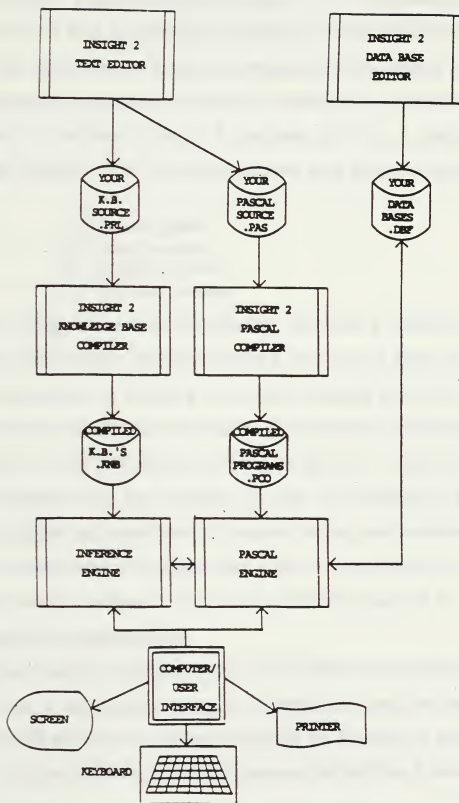 INSIGHT 2
TEXT EDITOR
INSIGHT 2
DATA BASE
EDITOR
YOUR
K.B.
SOURCE
.PRL
YOUR
PASCAL
SOURCE
.PAS
YOUR
DATA
BASES
.DBF
INSIGHT 2
KNOWLEDGE BASE
COMPILER
INSIGHT 2
PASCAL
COMPILER
COMPILED
K.B.'S
.KNB
COMPILED
PASCAL
PROGRAMS
.PCO
INFERENCE
ENGINE
PASCAL
ENGINE
COMPUTER/
USER
INTERFACE
SCREEN
PRINTER
KEYBOARD